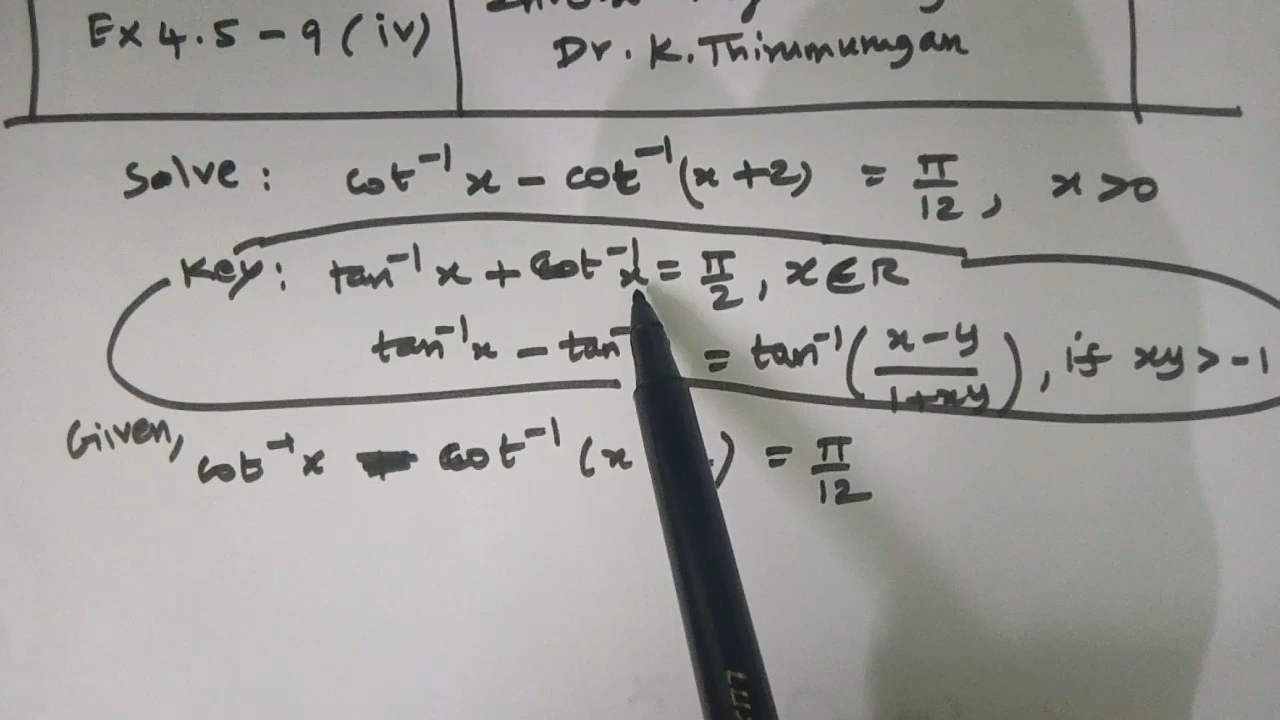 Ex 4.5 - 9 (iv)
Dr. K. Thirumurugan
Solve : cot⁻¹x - cot⁻¹(x+2) = π/12, x>0
Key: tan⁻¹x + cot⁻¹x = π/2, x∈R
tan⁻¹x - tan⁻ = tan⁻¹((x-y)/(1+xy)), if xy > -1
Given, cot⁻¹x - cot⁻¹(x ) = π/12